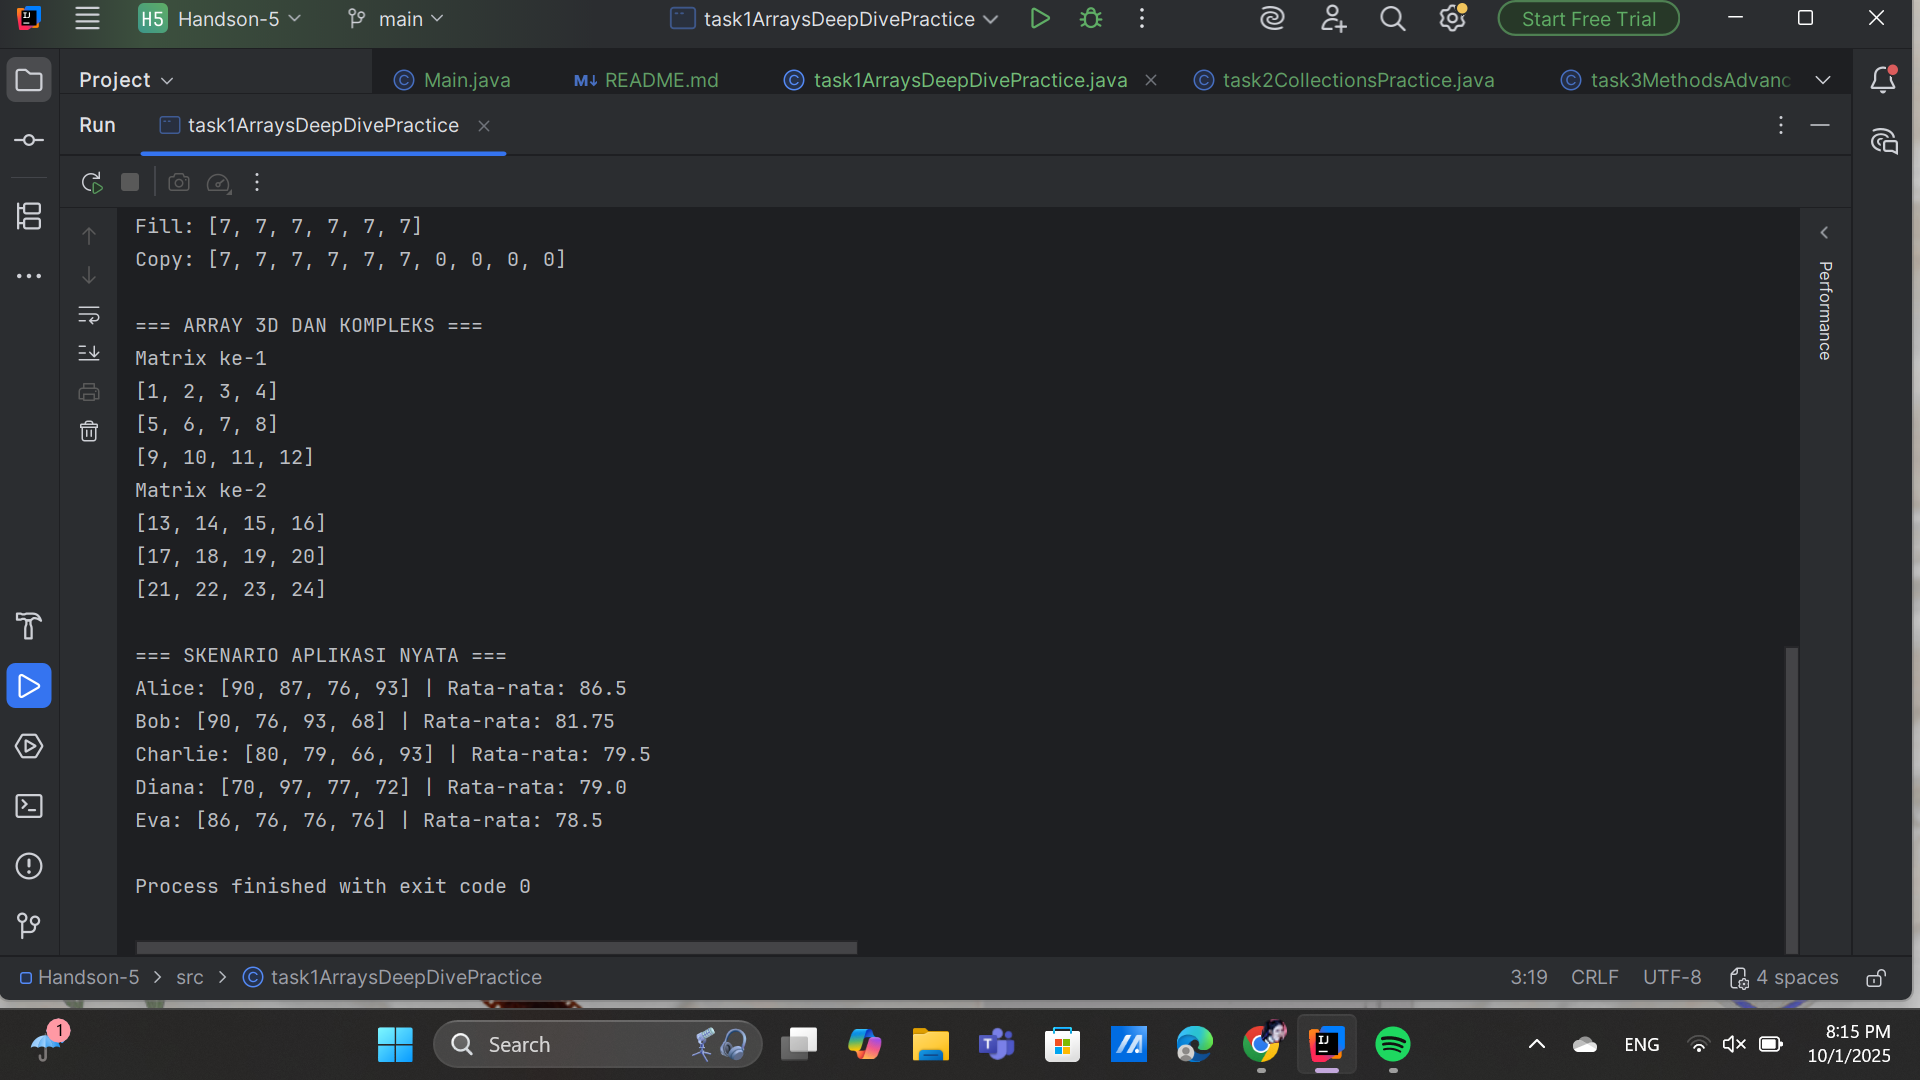 H5 Handson-5 main task1ArraysDeepDivePractice Start Free Trial
Project Main.java README.md task1ArraysDeepDivePractice.java task2CollectionsPractice.java task3MethodsAdvanc
Run task1ArraysDeepDivePractice
Fill: [7, 7, 7, 7, 7, 7]
Copy: [7, 7, 7, 7, 7, 7, 0, 0, 0, 0]
=== ARRAY 3D DAN KOMPLEKS ===
Matrix ke-1
[1, 2, 3, 4]
[5, 6, 7, 8]
[9, 10, 11, 12]
Matrix ke-2
[13, 14, 15, 16]
[17, 18, 19, 20]
[21, 22, 23, 24]
=== SKENARIO APLIKASI NYATA ===
Alice: [90, 87, 76, 93] | Rata-rata: 86.5
Bob: [90, 76, 93, 68] | Rata-rata: 81.75
Charlie: [80, 79, 66, 93] | Rata-rata: 79.5
Diana: [70, 97, 77, 72] | Rata-rata: 79.0
Eva: [86, 76, 76, 76] | Rata-rata: 78.5
Process finished with exit code 0
Performance
Handson-5 > src > task1ArraysDeepDivePractice 3:19 CRLF UTF-8 4 spaces
1 Search ENG 8:15 PM
10/1/2025